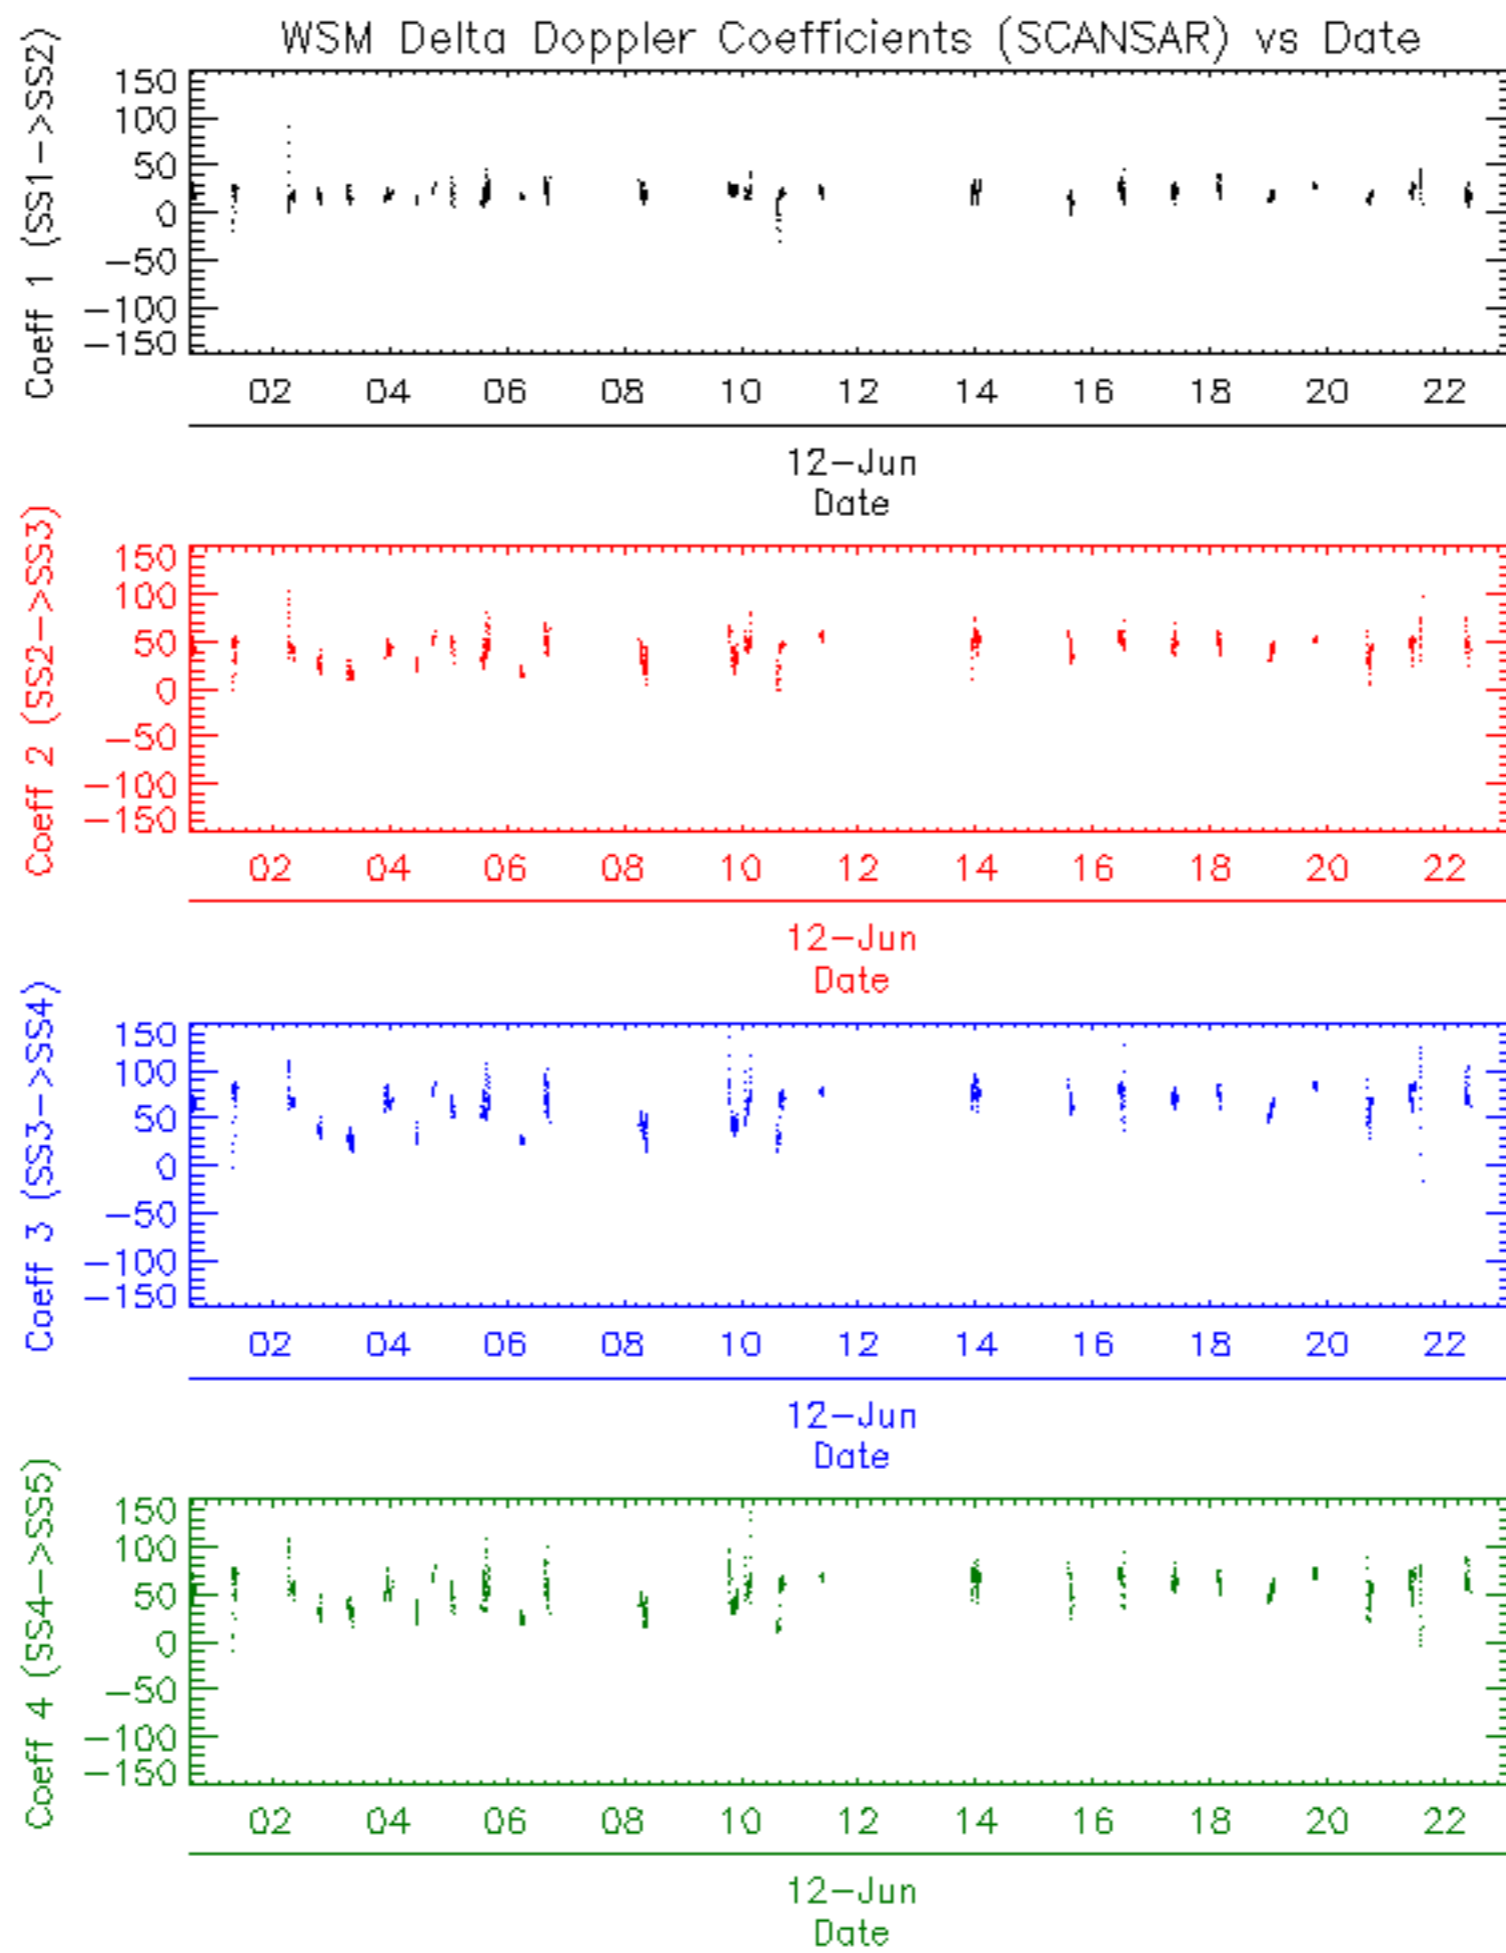 WSM Delta Doppler Coefficients (SCANSAR) vs Date
Coeff 1 (SS1->SS2)
150
100
50
0
-50
-100
-150
02 04 06 08 10 12 14 16 18 20 22
12-Jun
Date
Coeff 2 (SS2->SS3)
150
100
50
0
-50
-100
-150
02 04 06 08 10 12 14 16 18 20 22
12-Jun
Date
Coeff 3 (SS3->SS4)
150
100
50
0
-50
-100
-150
02 04 06 08 10 12 14 16 18 20 22
12-Jun
Date
Coeff 4 (SS4->SS5)
150
100
50
0
-50
-100
-150
02 04 06 08 10 12 14 16 18 20 22
12-Jun
Date